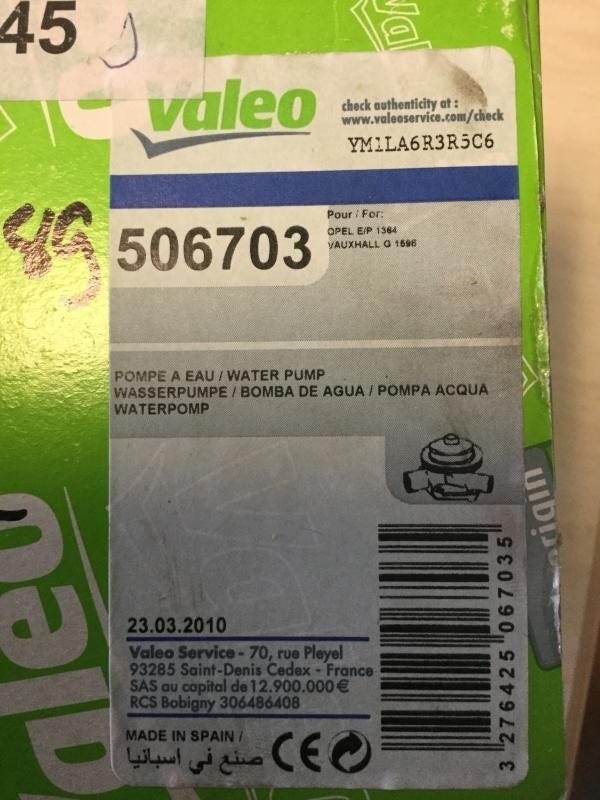 45
Valeo
check authenticity at :
www.valeoservice.com/check
YM1LA6R3R5C6
506703
Pour / For:
OPEL E/P 1364
VAUXHALL G 1598
POMPE A EAU / WATER PUMP
WASSERPUMPE / BOMBA DE AGUA / POMPA ACQUA
WATERPOMP
23.03.2010
Valeo Service - 70, rue Pleyel
93285 Saint-Denis Cedex - France
SAS au capital de 12.900.000 €
RCS Bobigny 306486408
MADE IN SPAIN /
صنع في اسبانيا
CE
3 276425 067035